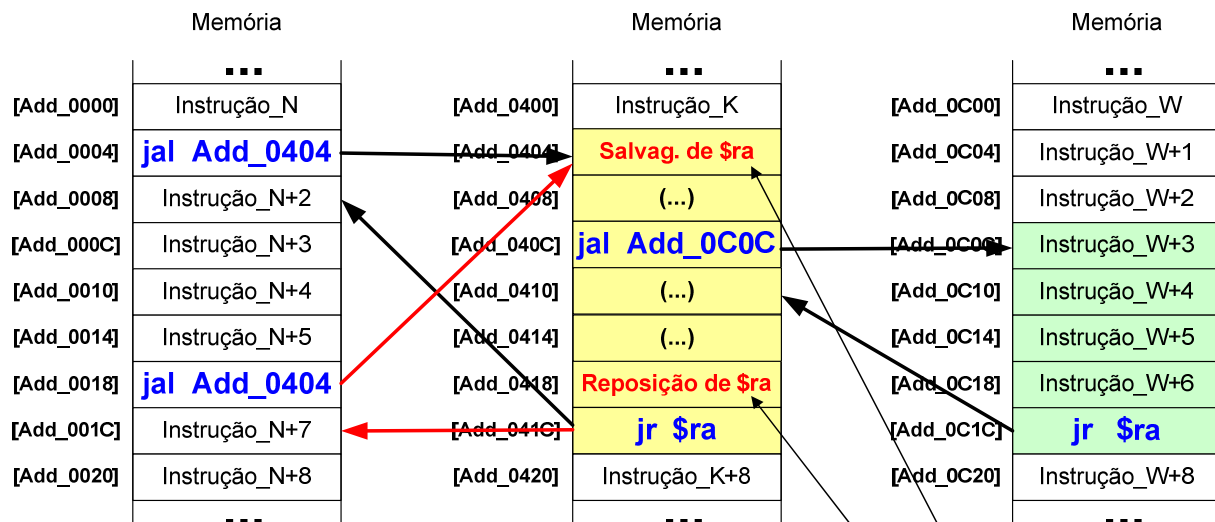 Memória
...
[Add_0000] Instrução_N
[Add_0004] jal Add_0404
[Add_0008] Instrução_N+2
[Add_000C] Instrução_N+3
[Add_0010] Instrução_N+4
[Add_0014] Instrução_N+5
[Add_0018] jal Add_0404
[Add_001C] Instrução_N+7
[Add_0020] Instrução_N+8
...
Memória
...
[Add_0400] Instrução_K
[Add_0404] Salvag. de $ra
[Add_0408] (...)
[Add_040C] jal Add_0C0C
[Add_0410] (...)
[Add_0414] (...)
[Add_0418] Reposição de $ra
[Add_041C] jr $ra
[Add_0420] Instrução_K+8
...
Memória
...
[Add_0C00] Instrução_W
[Add_0C04] Instrução_W+1
[Add_0C08] Instrução_W+2
[Add_0C0C] Instrução_W+3
[Add_0C10] Instrução_W+4
[Add_0C14] Instrução_W+5
[Add_0C18] Instrução_W+6
[Add_0C1C] jr $ra
[Add_0C20] Instrução_W+8
...